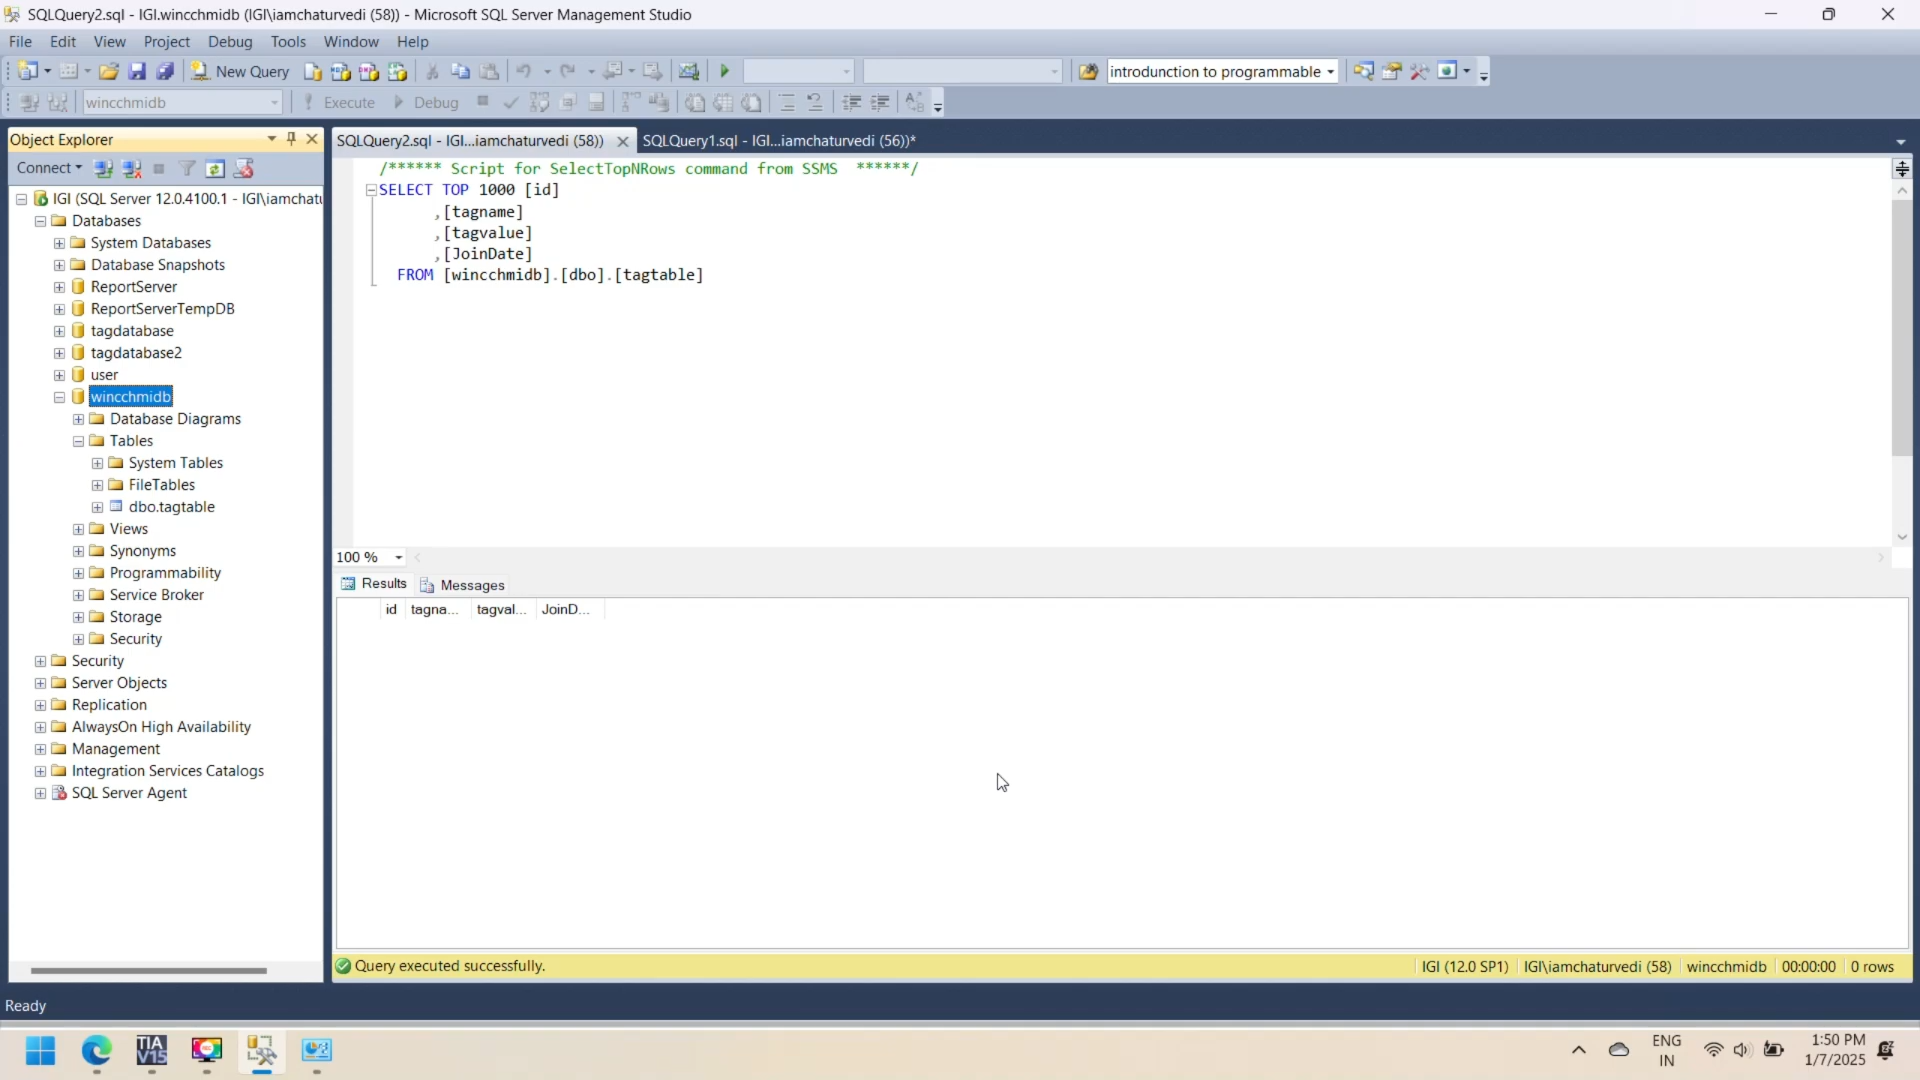 SQLQuery2.sql - IGI.wincchmidb (IGI\iamchaturvedi (58)) - Microsoft SQL Server Management Studio
File Edit View Project Debug Tools Window Help
New Query
introdunction to programmable
wincchmidb
Execute
Debug
Object Explorer
Connect
IGI (SQL Server 12.0.4100.1 - IGI\iamchatu
Databases
System Databases
Database Snapshots
ReportServer
ReportServerTempDB
tagdatabase
tagdatabase2
user
wincchmidb
Database Diagrams
Tables
System Tables
FileTables
dbo.tagtable
Views
Synonyms
Programmability
Service Broker
Storage
Security
Security
Server Objects
Replication
AlwaysOn High Availability
Management
Integration Services Catalogs
SQL Server Agent
SQLQuery2.sql - IGI...iamchaturvedi (58))
SQLQuery1.sql - IGI...iamchaturvedi (56))*
/****** Script for SelectTopNRows command from SSMS ******/
SELECT TOP 1000 [id]
,[tagname]
,[tagvalue]
,[JoinDate]
FROM [wincchmidb].[dbo].[tagtable]
100 %
Results
Messages
id tagna... tagval... JoinD...
Query executed successfully.
IGI (12.0 SP1)
IGI\iamchaturvedi (58)
wincchmidb
00:00:00
0 rows
Ready
TIA
V15
ENG
IN
1:50 PM
1/7/2025